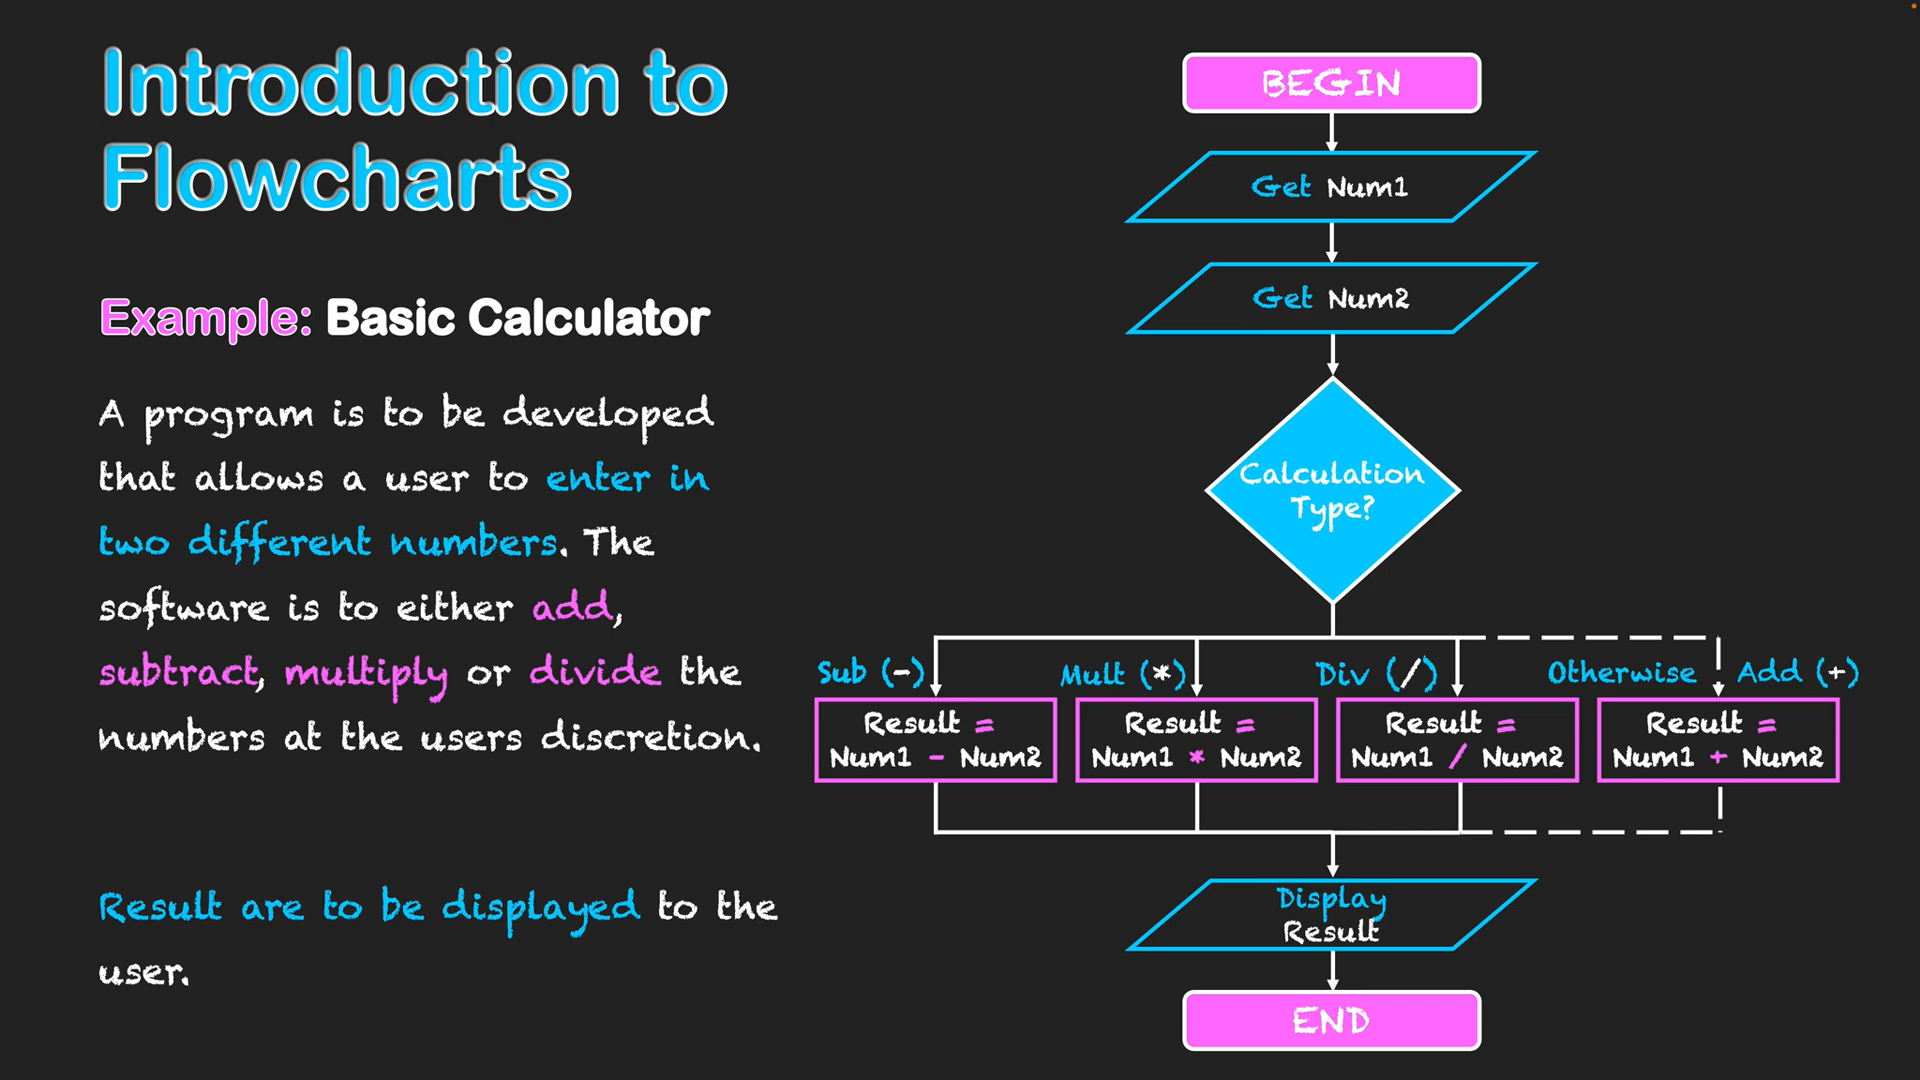 Introduction to
Flowcharts
Example: Basic Calculator
A program is to be developed
that allows a user to enter in
two different numbers. The
software is to either add,
subtract, multiply or divide the
numbers at the users discretion.
Result are to be displayed to the
user.
BEGIN
Get Num1
Get Num2
Calculation
Type?
Sub (-)
Mult (*)
Div (/)
Otherwise
Add (+)
Result =
Num1 - Num2
Result =
Num1 * Num2
Result =
Num1 / Num2
Result =
Num1 + Num2
Display
Result
END